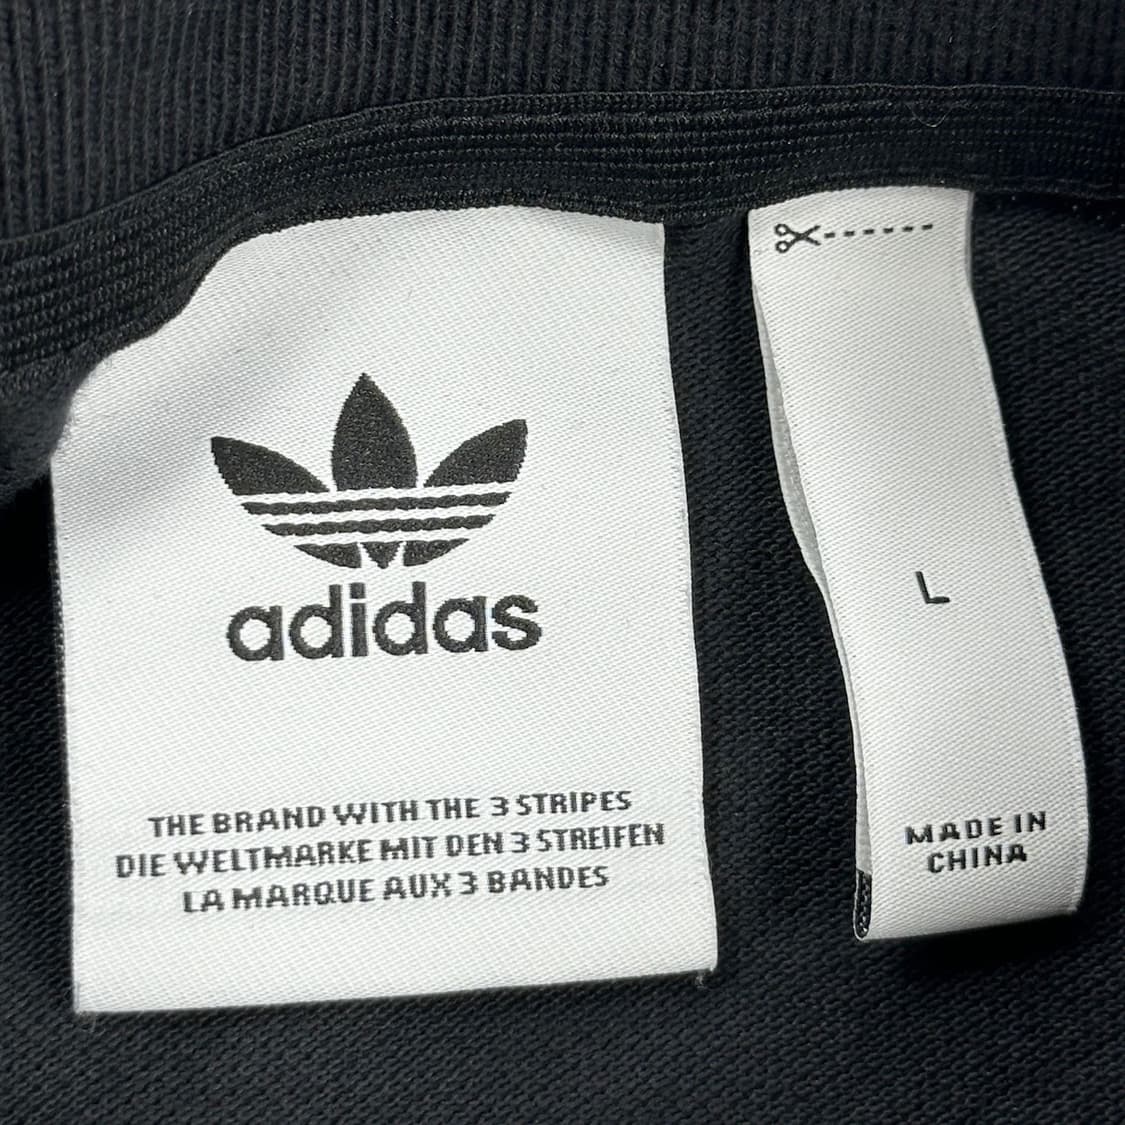 adidas
THE BRAND WITH THE 3 STRIPES
DIE WELTMARKE MIT DEN 3 STREIFEN
LA MARQUE AUX 3 BANDES
L
MADE IN
CHINA